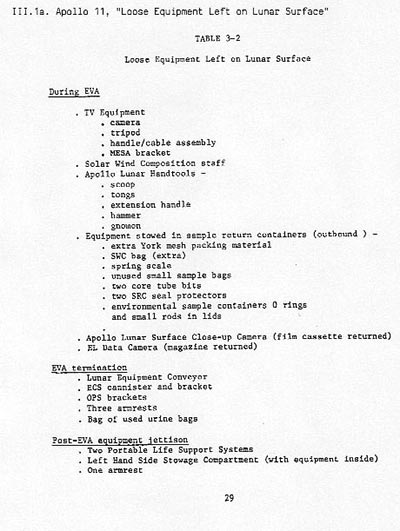 III.1a. Apollo 11, "Loose Equipment Left on Lunar Surface"
TABLE 3-2
Loose Equipment Left on Lunar Surface
During EVA
. TV Equipment
. camera
. tripod
. handle/cable assembly
. MESA bracket
. Solar Wind Composition staff
. Apollo Lunar Handtools -
. scoop
. tongs
. extension handle
. hammer
. gnomon
. Equipment stowed in sample return containers (outbound ) -
. extra York mesh packing material
. SWC bag (extra)
. spring scale
. unused small sample bags
. two core tube bits
. two SRC seal protectors
. environmental sample containers O rings
and small rods in lids
.
. Apollo Lunar Surface Close-up Camera (film cassette returned)
. EL Data Camera (magazine returned)
EVA termination
. Lunar Equipment Conveyor
. ECS cannister and bracket
. OPS brackets
. Three armrests
. Bag of used urine bags
Post-EVA equipment jettison
. Two Portable Life Support Systems
. Left Hand Side Stowage Compartment (with equipment inside)
. One armrest
29